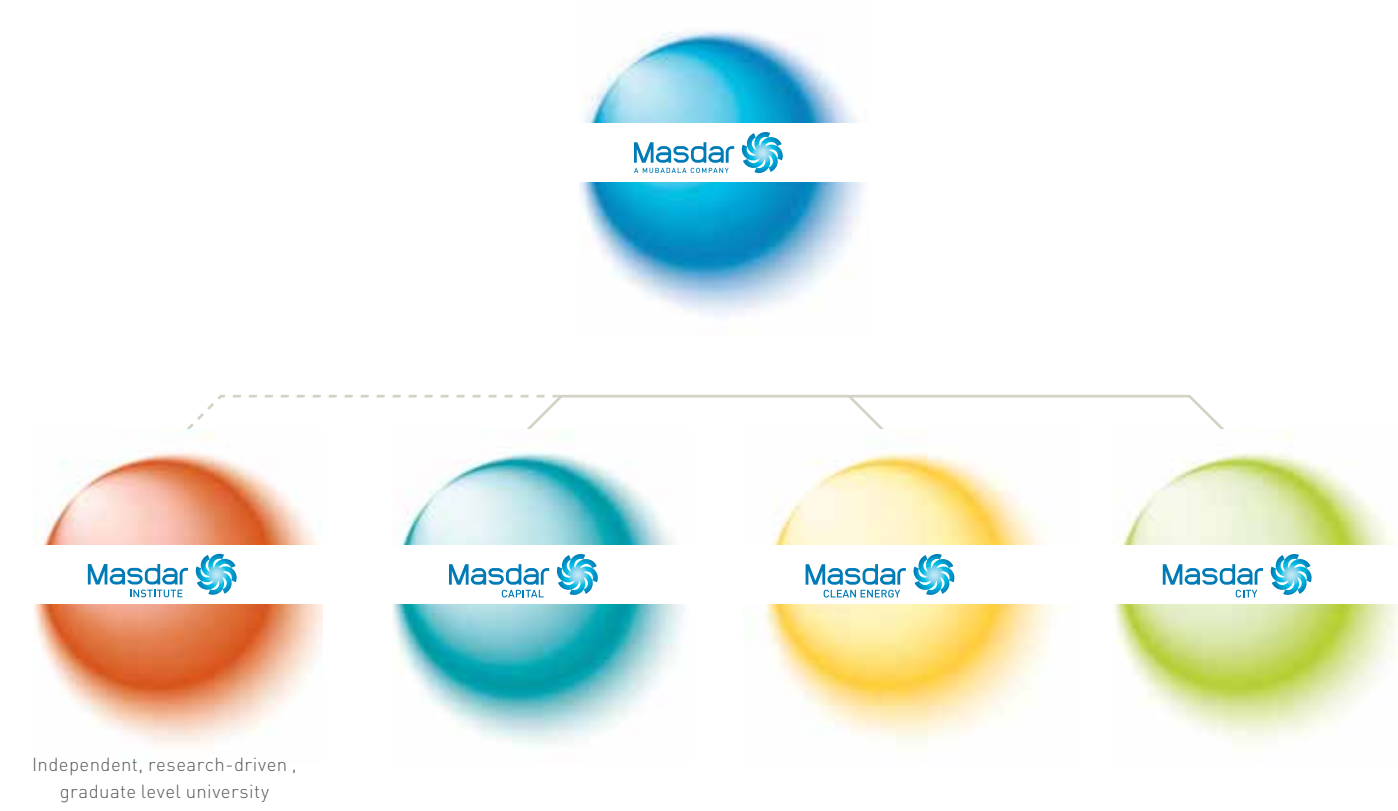 Masdar
A MUBADALA COMPANY
Masdar
INSTITUTE
Masdar
CAPITAL
Masdar
CLEAN ENERGY
Masdar
CITY
Independent, research-driven ,
graduate level university